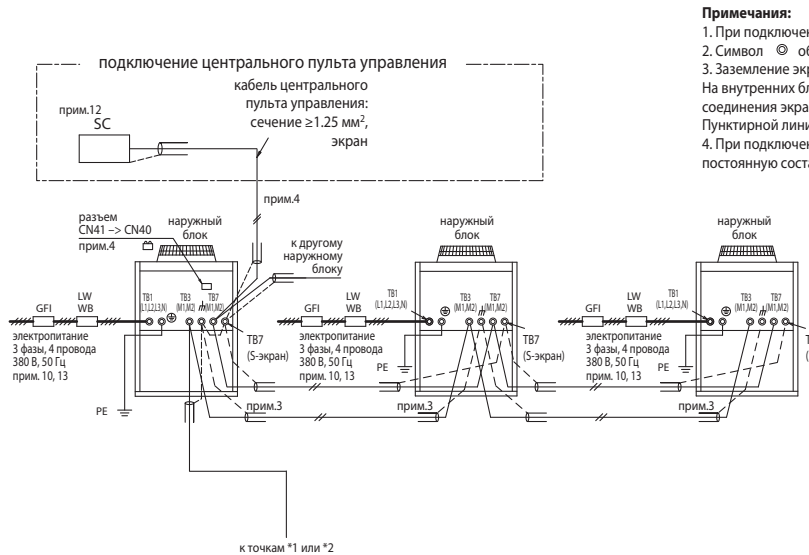 Примечания:
1. При подключен
2. Символ об
3. Заземление экр
На внутренних бл
соединения экра
Пунктирной лини
4. При подключен
постоянную соста
подключение центрального пульта управления
кабель центрального
пульта управления:
сечение ≥1.25 мм²,
экран
прим.12
SC
прим.4
разъем
CN41 –> CN40
прим.4
наружный
блок
к другому
наружному
блоку
наружный
блок
наружный
блок
GFI
LW
WB
TB1
(L1,L2,L3,N)
TB3
(M1,M2)
TB7
(M1,M2)
электропитание
3 фазы, 4 провода
380 В, 50 Гц
прим. 10, 13
PE
TB7
(S-экран)
GFI
LW
WB
TB1
(L1,L2,L3,N)
TB3
(M1,M2)
TB7
(M1,M2)
электропитание
3 фазы, 4 провода
380 В, 50 Гц
прим. 10, 13
PE
TB7
(S-экран)
GFI
LW
WB
TB1
(L1,L2,L3,N)
TB3
(M1,M2)
TB7
(M1,M2)
электропитание
3 фазы, 4 провода
380 В, 50 Гц
прим. 10, 13
PE
T
(
прим.3
прим.3
прим.3
к точкам *1 или *2